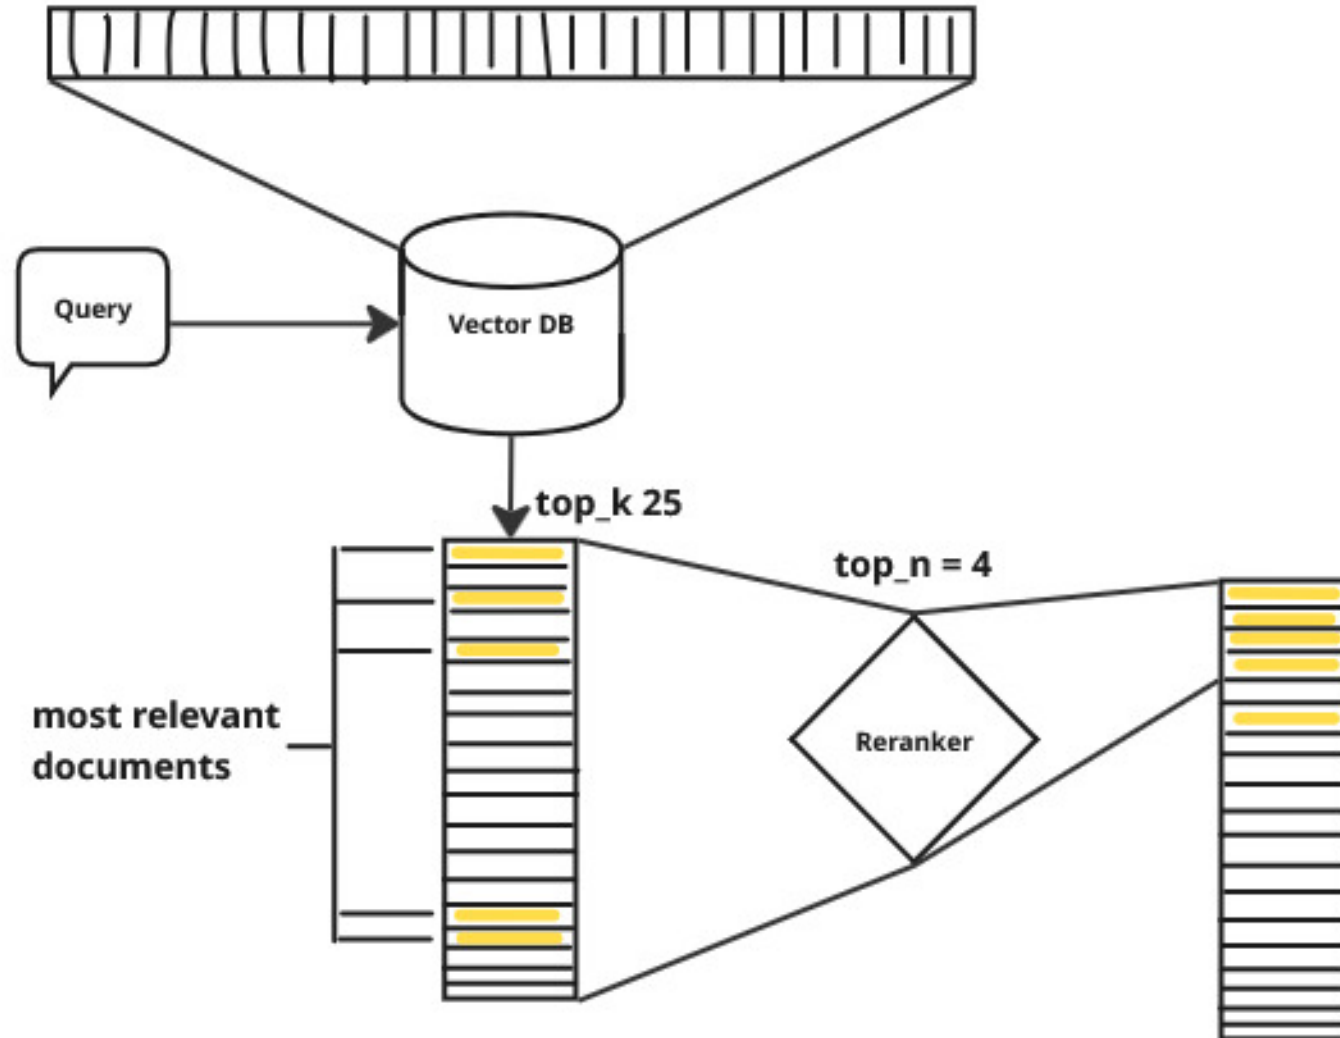 Query
Vector DB
top_k 25
top_n = 4
most relevant
documents
Reranker